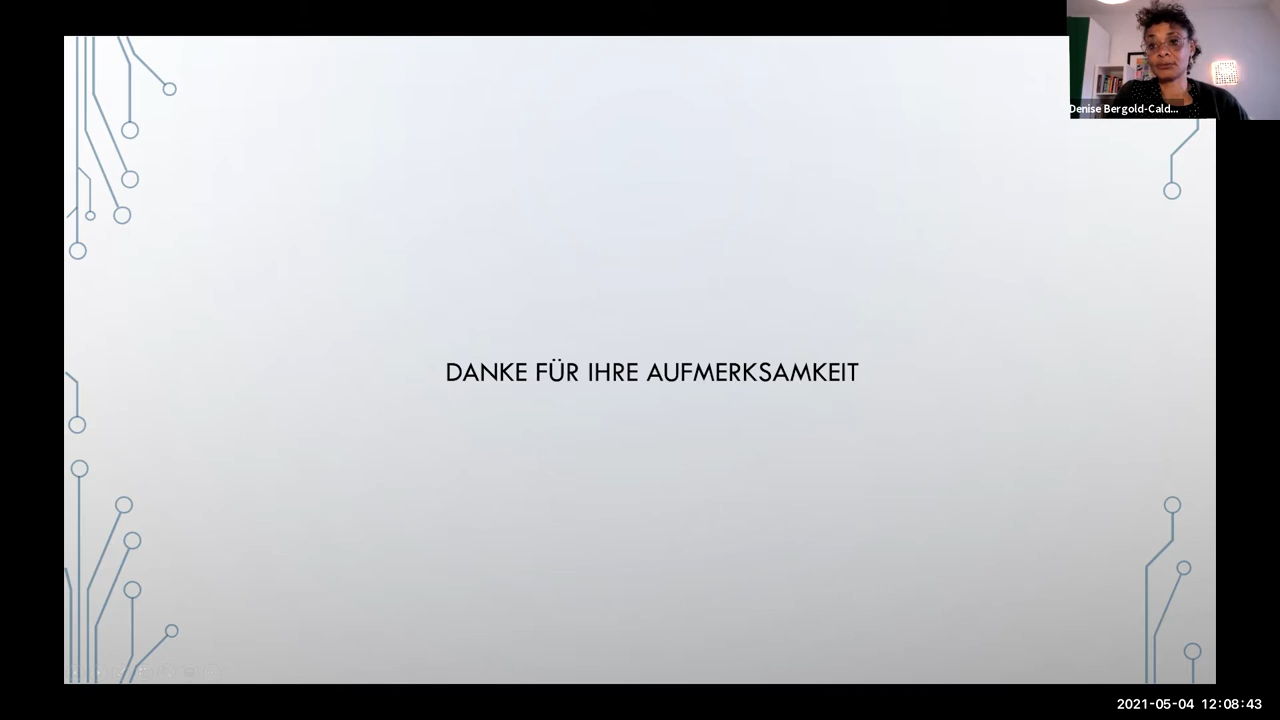 Denise Bergold-Cald...
DANKE FÜR IHRE AUFMERKSAMKEIT
2021-05-04 12:08:43